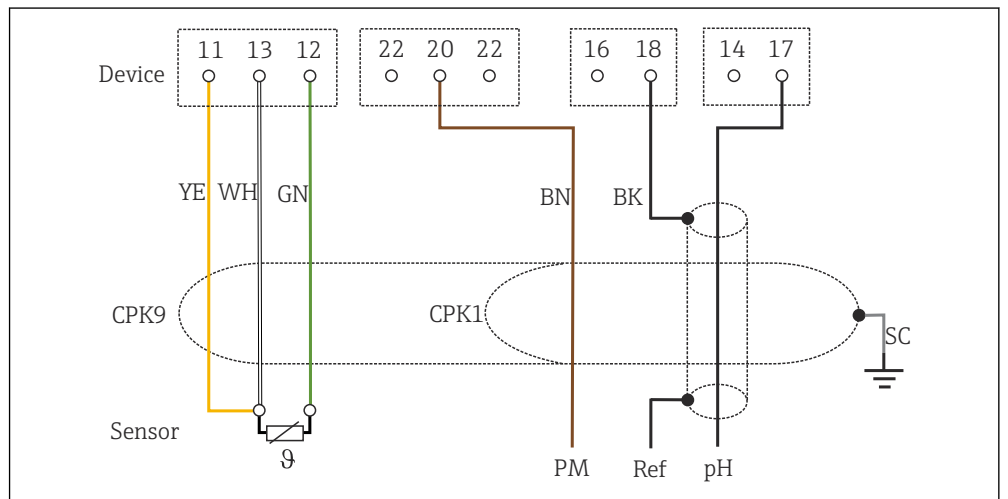 11 13 12 22 20 22 16 18 14 17
Device
YE WH GN BN BK
CPK9 CPK1
SC
Sensor
ϑ PM Ref pH